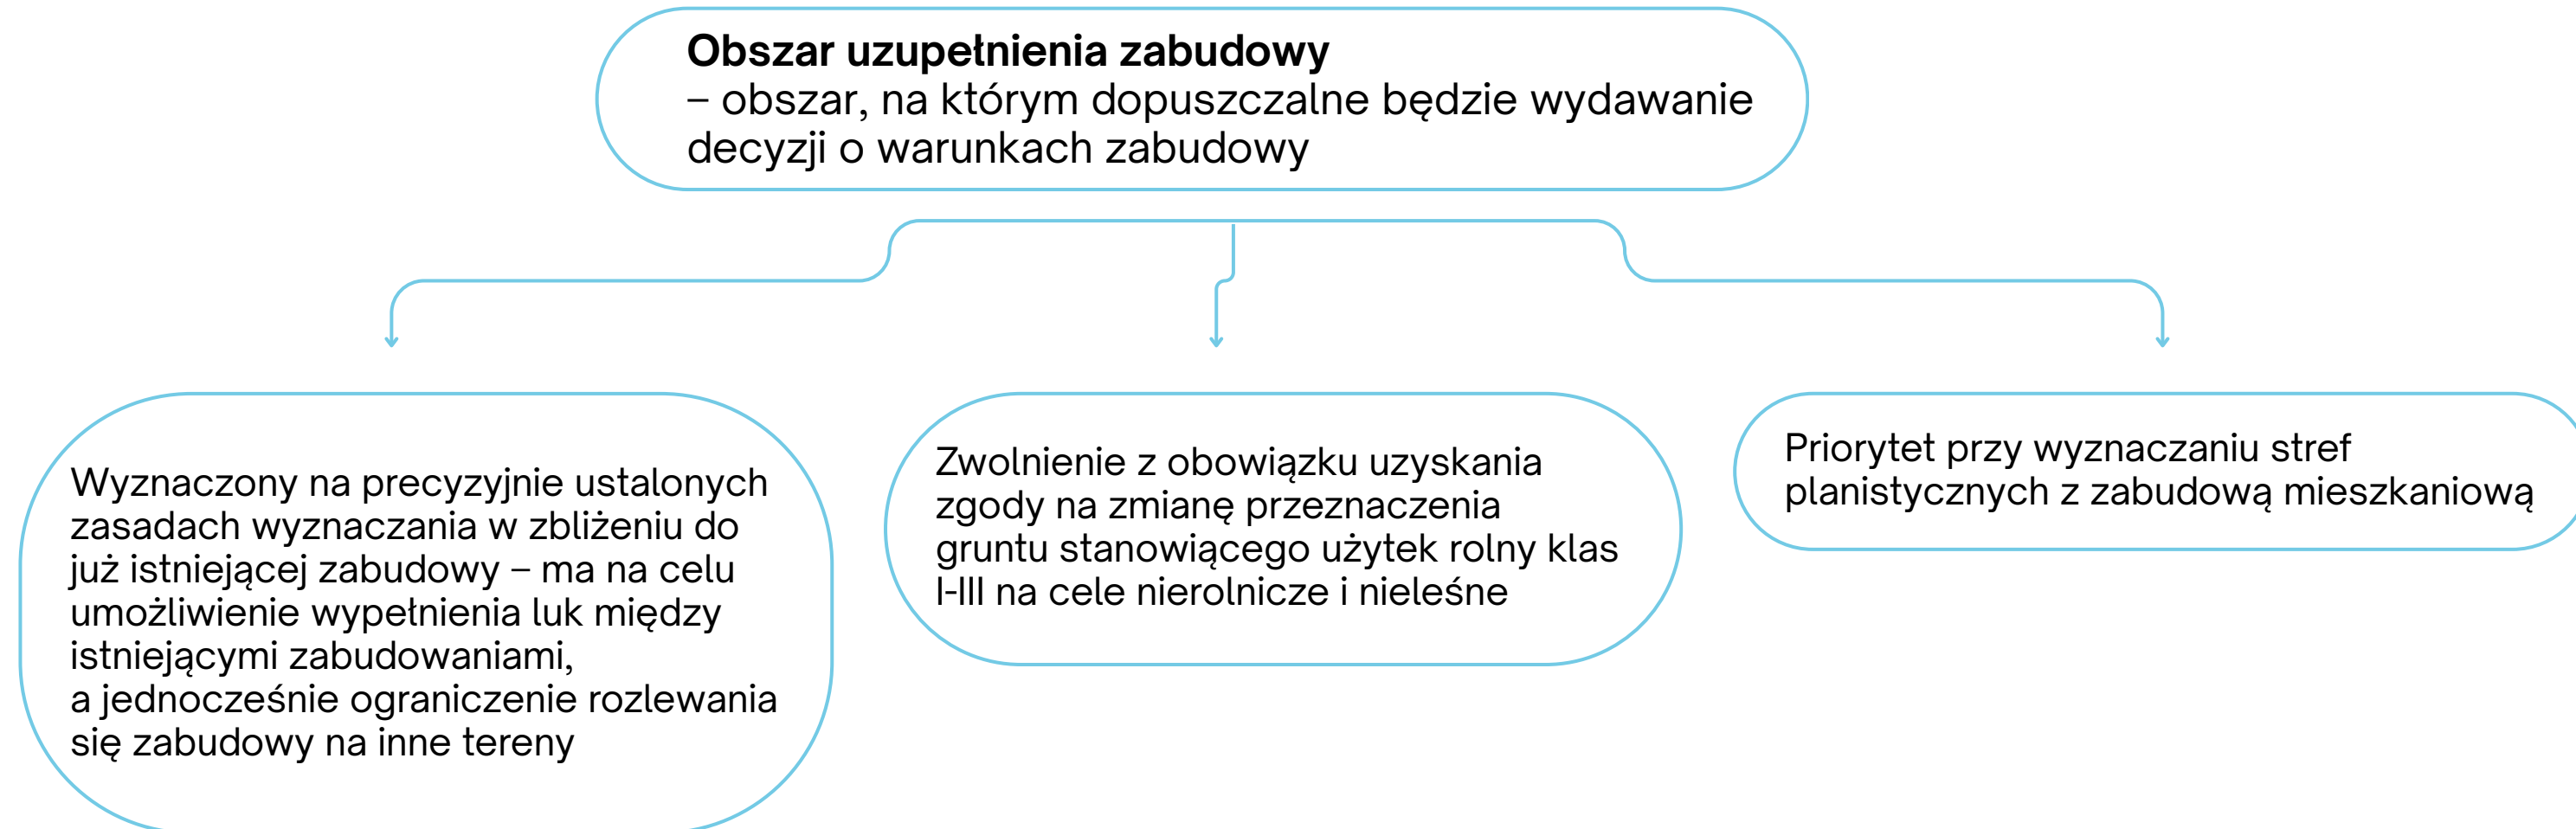 Obszar uzupełnienia zabudowy
– obszar, na którym dopuszczalne będzie wydawanie
decyzji o warunkach zabudowy
Wyznaczony na precyzyjnie ustalonych
zasadach wyznaczania w zbliżeniu do
już istniejącej zabudowy – ma na celu
umożliwienie wypełnienia luk między
istniejącymi zabudowaniami,
a jednocześnie ograniczenie rozlewania
się zabudowy na inne tereny
Zwolnienie z obowiązku uzyskania
zgody na zmianę przeznaczenia
gruntu stanowiącego użytek rolny klas
I-III na cele nierolnicze i nieleśne
Priorytet przy wyznaczaniu stref
planistycznych z zabudową mieszkaniową